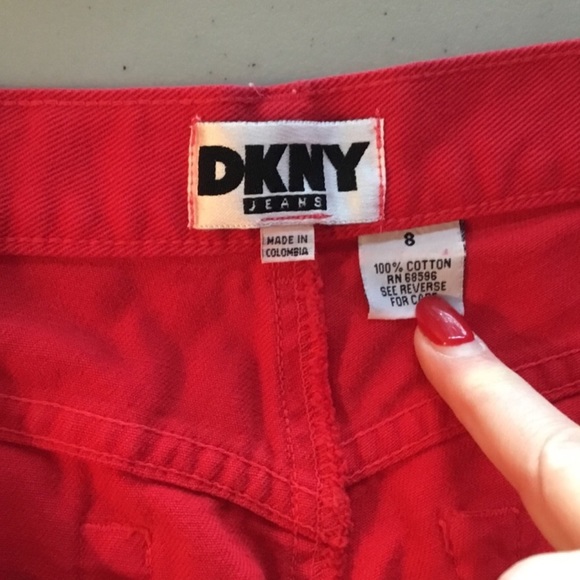 DKNY
JEANS
MADE IN
COLOMBIA
8
100% COTTON
RN 68596
SEE REVERSE
FOR CARE